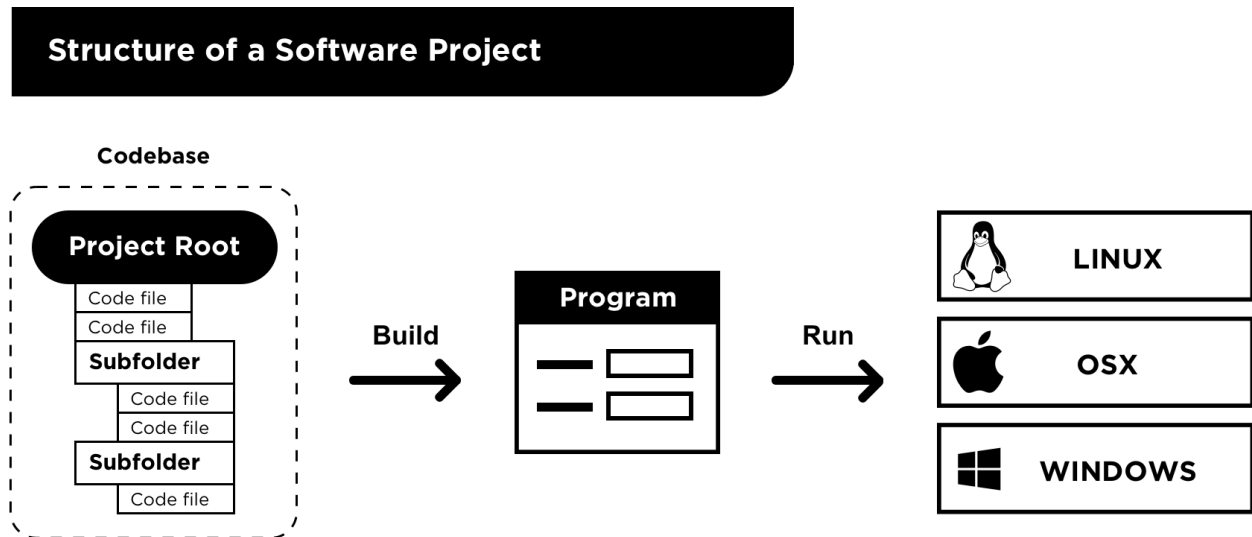 Structure of a Software Project
Codebase
Project Root
Code file
Code file
Subfolder
Code file
Code file
Subfolder
Code file
Build
Program
Run
LINUX
OSX
WINDOWS